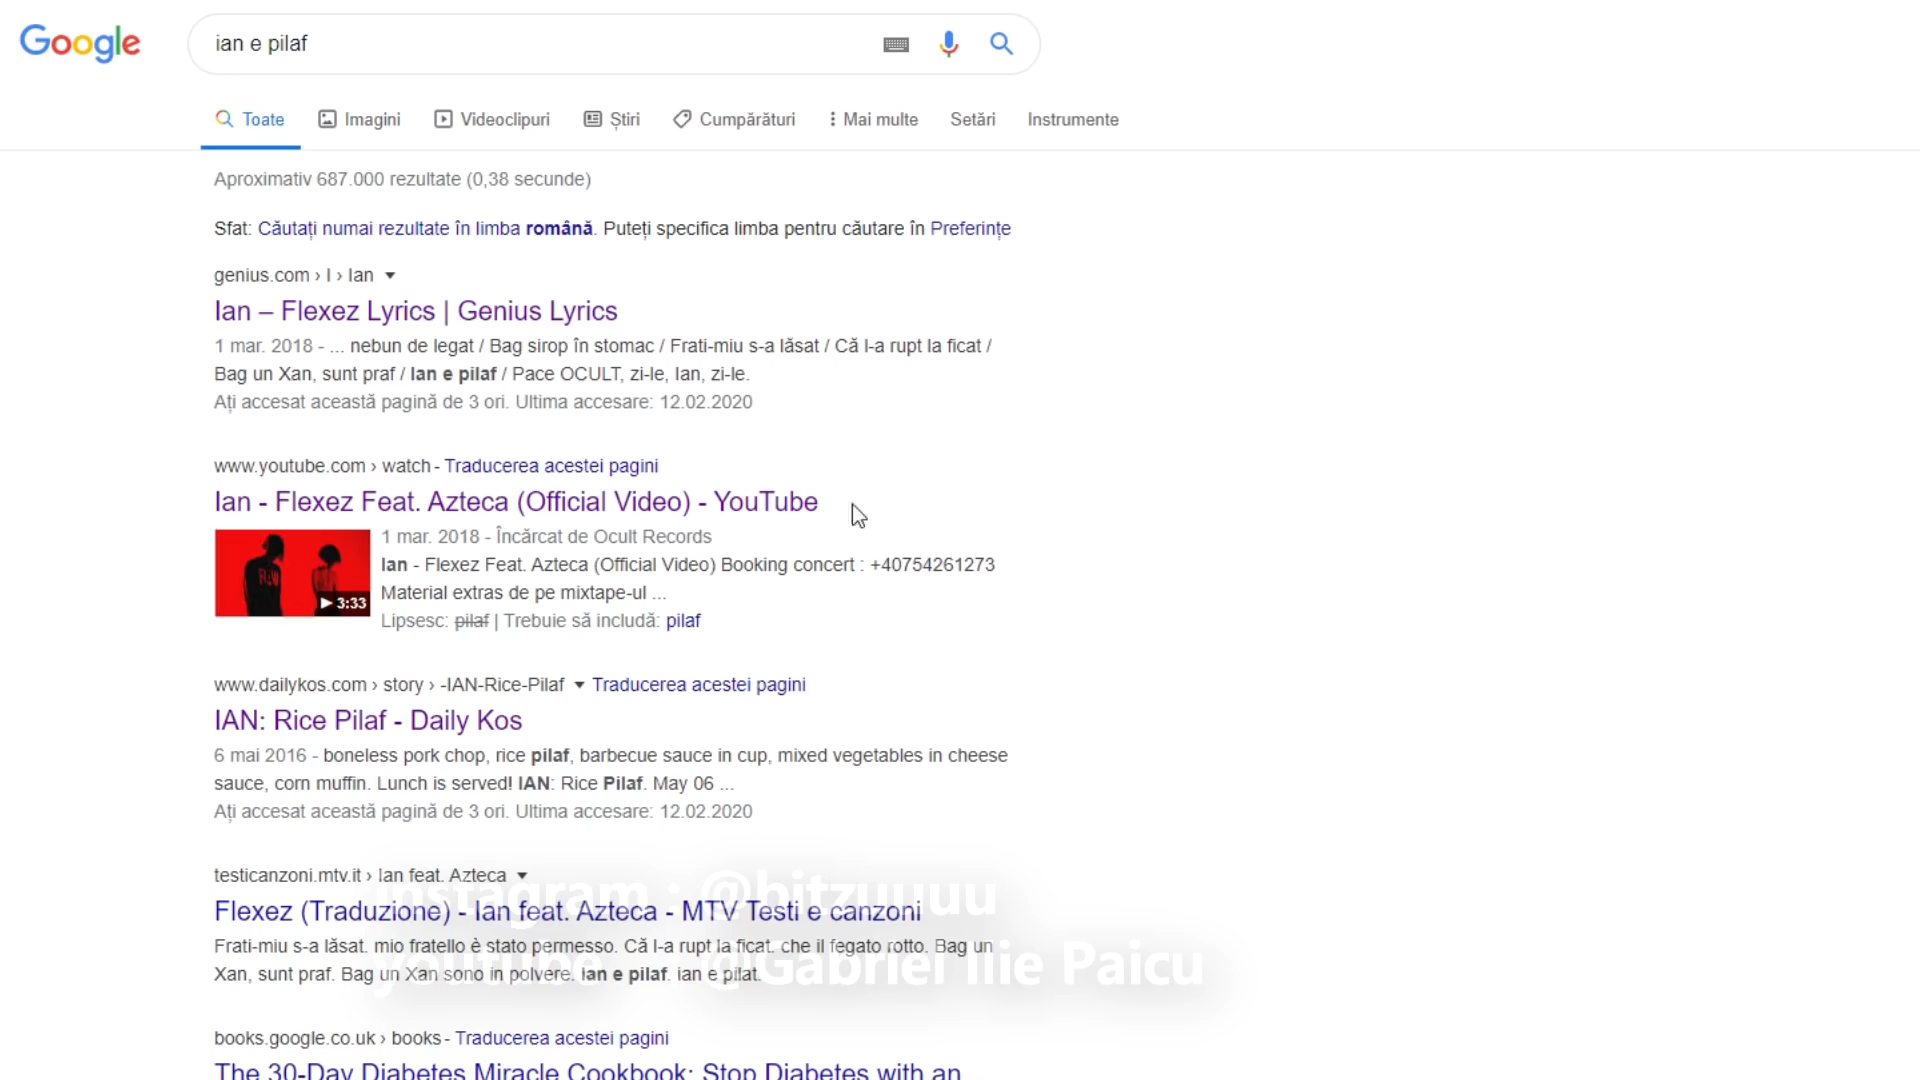 Google
ian e pilaf
Toate Imagini Videoclipuri Știri Cumpărături Mai multe Setări Instrumente
Aproximativ 687.000 rezultate (0,38 secunde)
Sfat: Căutați numai rezultate în limba română. Puteți specifica limba pentru căutare în Preferințe
genius.com › I › Ian
Ian – Flexez Lyrics | Genius Lyrics
1 mar. 2018 - ... nebun de legat / Bag sirop în stomac / Frati-miu s-a lăsat / Că l-a rupt la ficat /
Bag un Xan, sunt praf / Ian e pilaf / Pace OCULT, zi-le, Ian, zi-le.
Ați accesat această pagină de 3 ori. Ultima accesare: 12.02.2020
www.youtube.com › watch - Traducerea acestei pagini
Ian - Flexez Feat. Azteca (Official Video) - YouTube
1 mar. 2018 - Încărcat de Ocult Records
Ian - Flexez Feat. Azteca (Official Video) Booking concert : +40754261273
Material extras de pe mixtape-ul ...
3:33
Lipsesc: pilaf | Trebuie să includă: pilaf
www.dailykos.com › story › -IAN-Rice-Pilaf Traducerea acestei pagini
IAN: Rice Pilaf - Daily Kos
6 mai 2016 - boneless pork chop, rice pilaf, barbecue sauce in cup, mixed vegetables in cheese
sauce, corn muffin. Lunch is served! IAN: Rice Pilaf. May 06 ...
Ați accesat această pagină de 3 ori. Ultima accesare: 12.02.2020
testicanzoni.mtv.it › Ian feat. Azteca
instagram : @bitzuuuu
Flexez (Traduzione) - Ian feat. Azteca - MTV Testi e canzoni
Frati-miu s-a lăsat. mio fratello è stato permesso. Că l-a rupt la ficat. che il fegato rotto. Bag un
youtube : @Gabriel Ilie Paicu
Xan, sunt praf. Bag un Xan sono in polvere. Ian e pilaf. ian e pilat.
books.google.co.uk › books - Traducerea acestei pagini
The 30-Day Diabetes Miracle Cookbook: Stop Diabetes with an